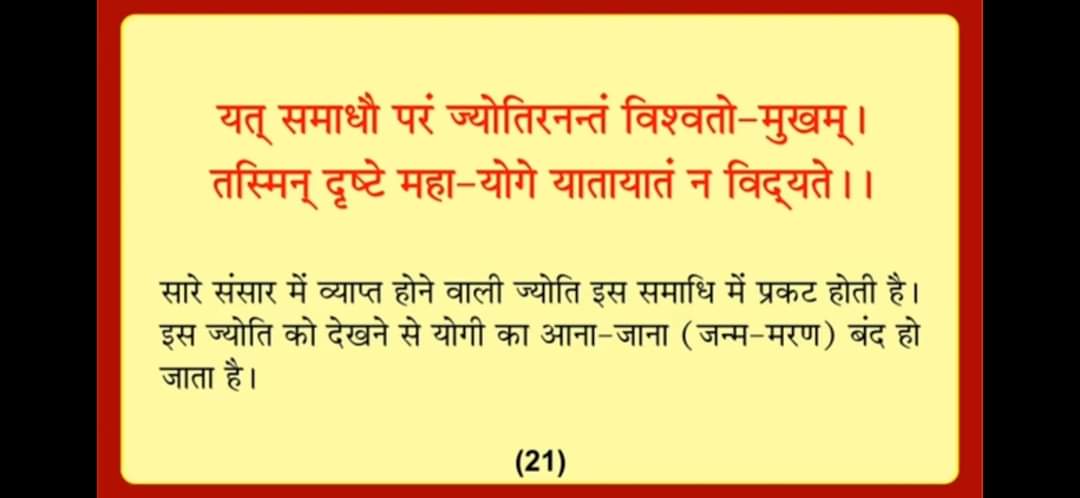 यत् समाधौ परं ज्योतिरनन्तं विश्वतो-मुखम्।
तस्मिन् दृष्टे महा-योगे यातायातं न विद्‌यते।।
सारे संसार में व्याप्त होने वाली ज्योति इस समाधि में प्रकट होती है।
इस ज्योति को देखने से योगी का आना-जाना (जन्म-मरण) बंद हो
जाता है।
(21)